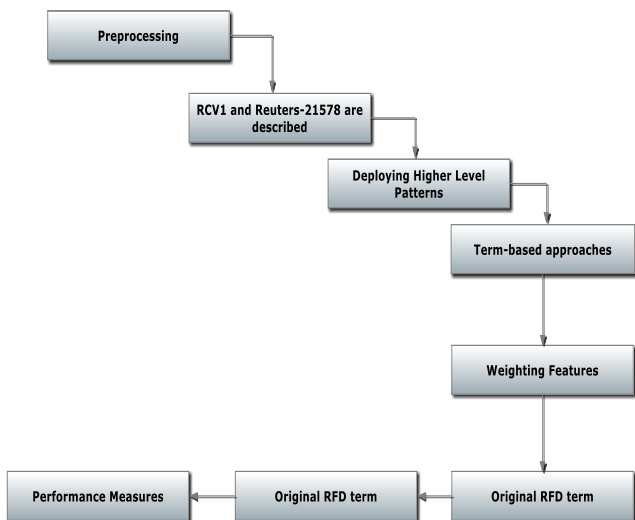 Preprocessing
RCV1 and Reuters-21578 are
described
Deploying Higher Level
Patterns
Term-based approaches
Weighting Features
Performance Measures
Original RFD term
Original RFD term